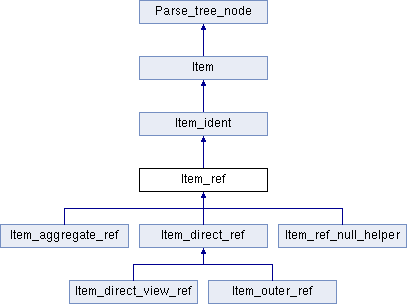 Parse_tree_node
Item
Item_ident
Item_ref
Item_aggregate_ref
Item_direct_ref
Item_ref_null_helper
Item_direct_view_ref
Item_outer_ref